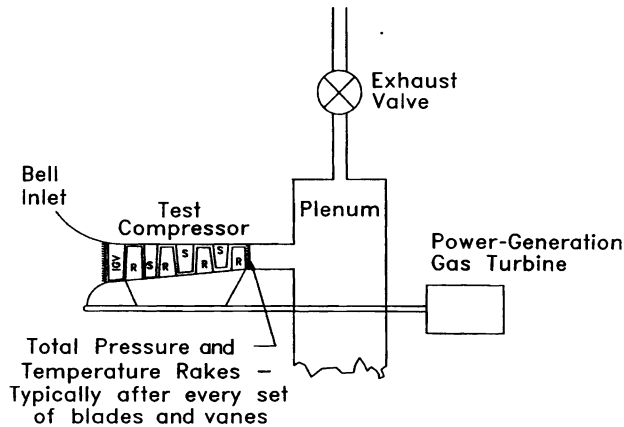 Exhaust
Valve
Bell
Inlet
Test
Compressor
Plenum
Power-Generation
Gas Turbine
IGV
R
S
R
S
R
S
R
Total Pressure and
Temperature Rakes –
Typically after every set
of blades and vanes